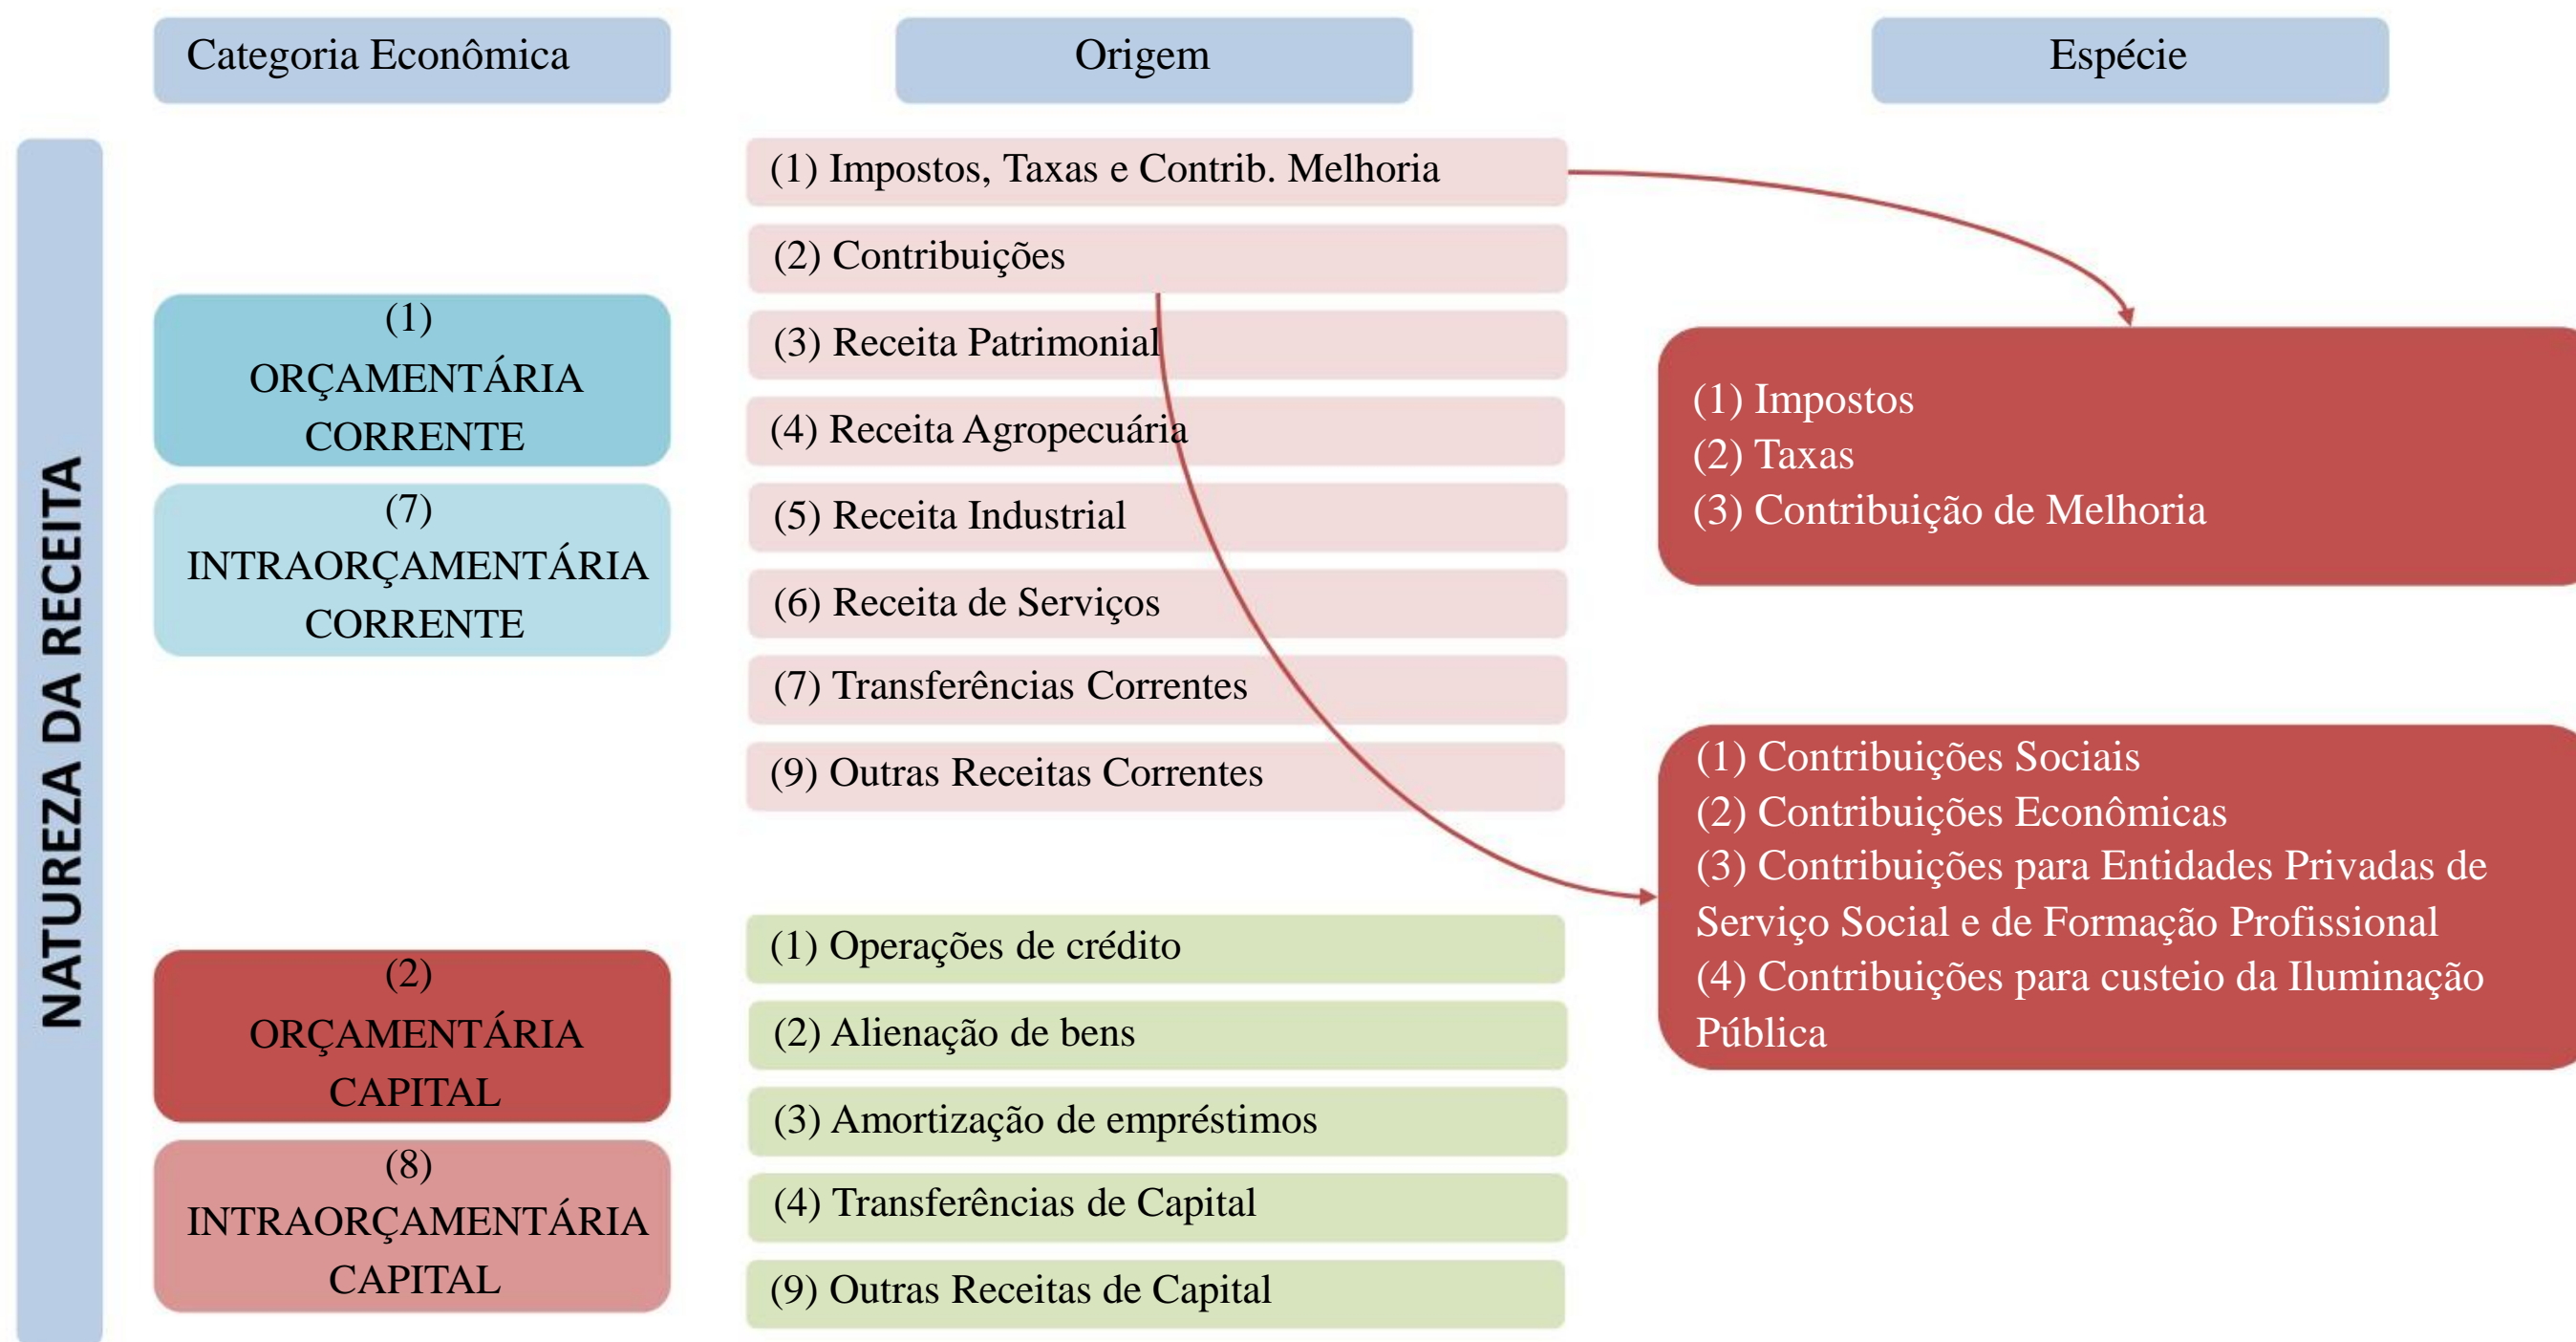 Categoria Econômica
Origem
Espécie
NATUREZA DA RECEITA
(1)
ORÇAMENTÁRIA
CORRENTE
(7)
INTRAORÇAMENTÁRIA
CORRENTE
(2)
ORÇAMENTÁRIA
CAPITAL
(8)
INTRAORÇAMENTÁRIA
CAPITAL
(1) Impostos, Taxas e Contrib. Melhoria
(2) Contribuições
(3) Receita Patrimonial
(4) Receita Agropecuária
(5) Receita Industrial
(6) Receita de Serviços
(7) Transferências Correntes
(9) Outras Receitas Correntes
(1) Operações de crédito
(2) Alienação de bens
(3) Amortização de empréstimos
(4) Transferências de Capital
(9) Outras Receitas de Capital
(1) Impostos
(2) Taxas
(3) Contribuição de Melhoria
(1) Contribuições Sociais
(2) Contribuições Econômicas
(3) Contribuições para Entidades Privadas de
Serviço Social e de Formação Profissional
(4) Contribuições para custeio da Iluminação
Pública